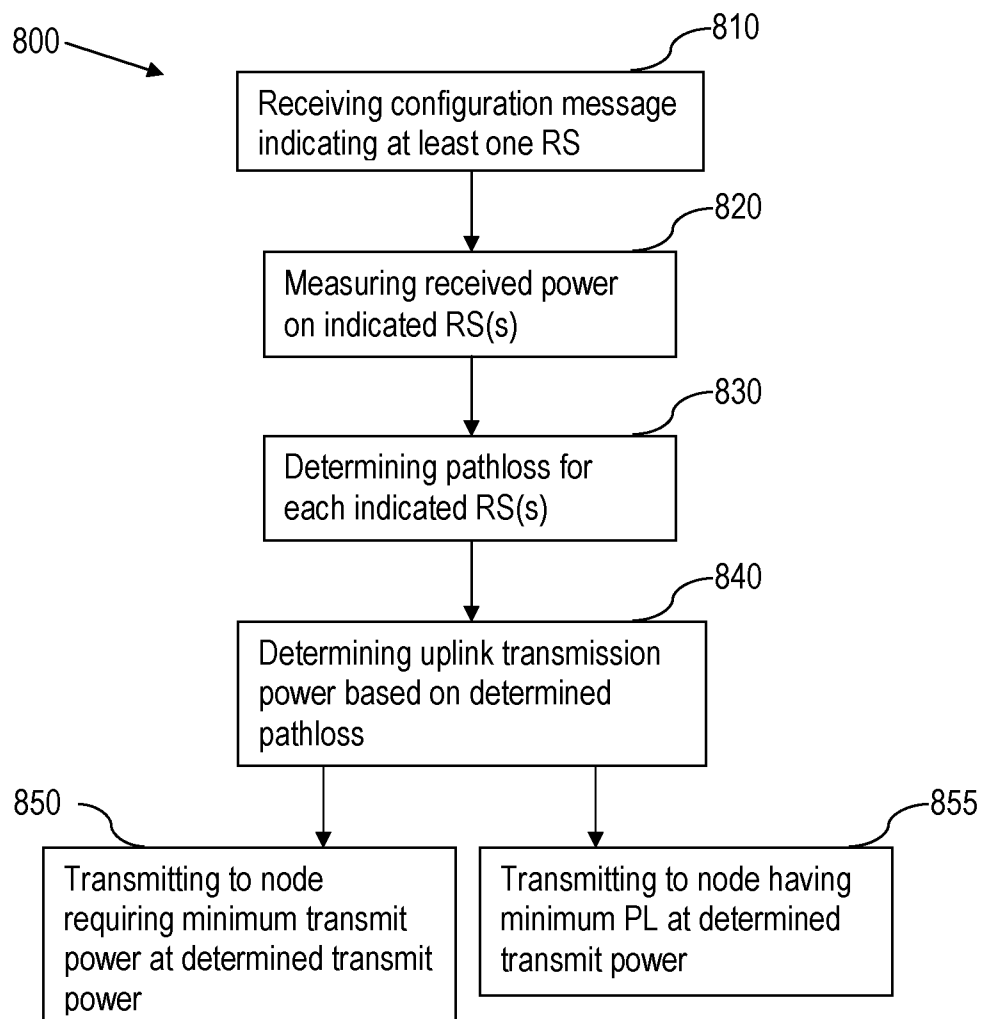 800
810
Receiving configuration message
indicating at least one RS
820
Measuring received power
on indicated RS(s)
830
Determining pathloss for
each indicated RS(s)
840
Determining uplink transmission
power based on determined
pathloss
850
Transmitting to node
requiring minimum transmit
power at determined transmit
power
855
Transmitting to node having
minimum PL at determined
transmit power